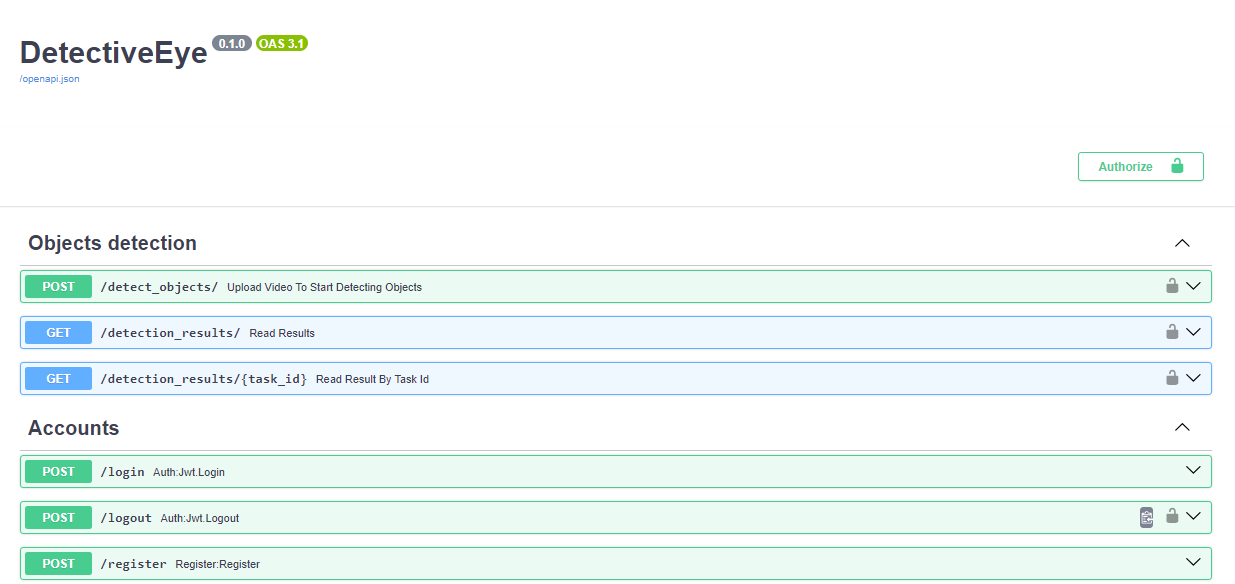 DetectiveEye 0.1.0 OAS 3.1
/openapi.json
Authorize
Objects detection
POST /detect_objects/ Upload Video To Start Detecting Objects
GET /detection_results/ Read Results
GET /detection_results/{task_id} Read Result By Task Id
Accounts
POST /login Auth:Jwt.Login
POST /logout Auth:Jwt.Logout
POST /register Register:Register